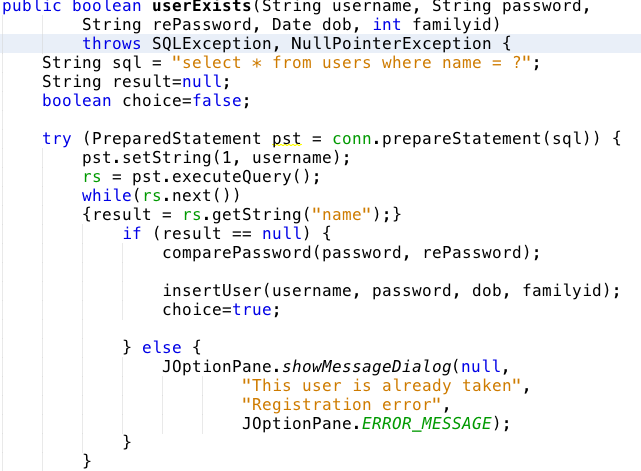 public boolean userExists(String username, String password,
        String rePassword, Date dob, int familyid)
        throws SQLException, NullPointerException {
    String sql = "select * from users where name = ?";
    String result=null;
    boolean choice=false;

    try (PreparedStatement pst = conn.prepareStatement(sql)) {
        pst.setString(1, username);
        rs = pst.executeQuery();
        while(rs.next())
        {result = rs.getString("name");}
            if (result == null) {
                comparePassword(password, rePassword);

                insertUser(username, password, dob, familyid);
                choice=true;

            } else {
                JOptionPane.showMessageDialog(null,
                        "This user is already taken",
                        "Registration error",
                        JOptionPane.ERROR_MESSAGE);
            }
        }